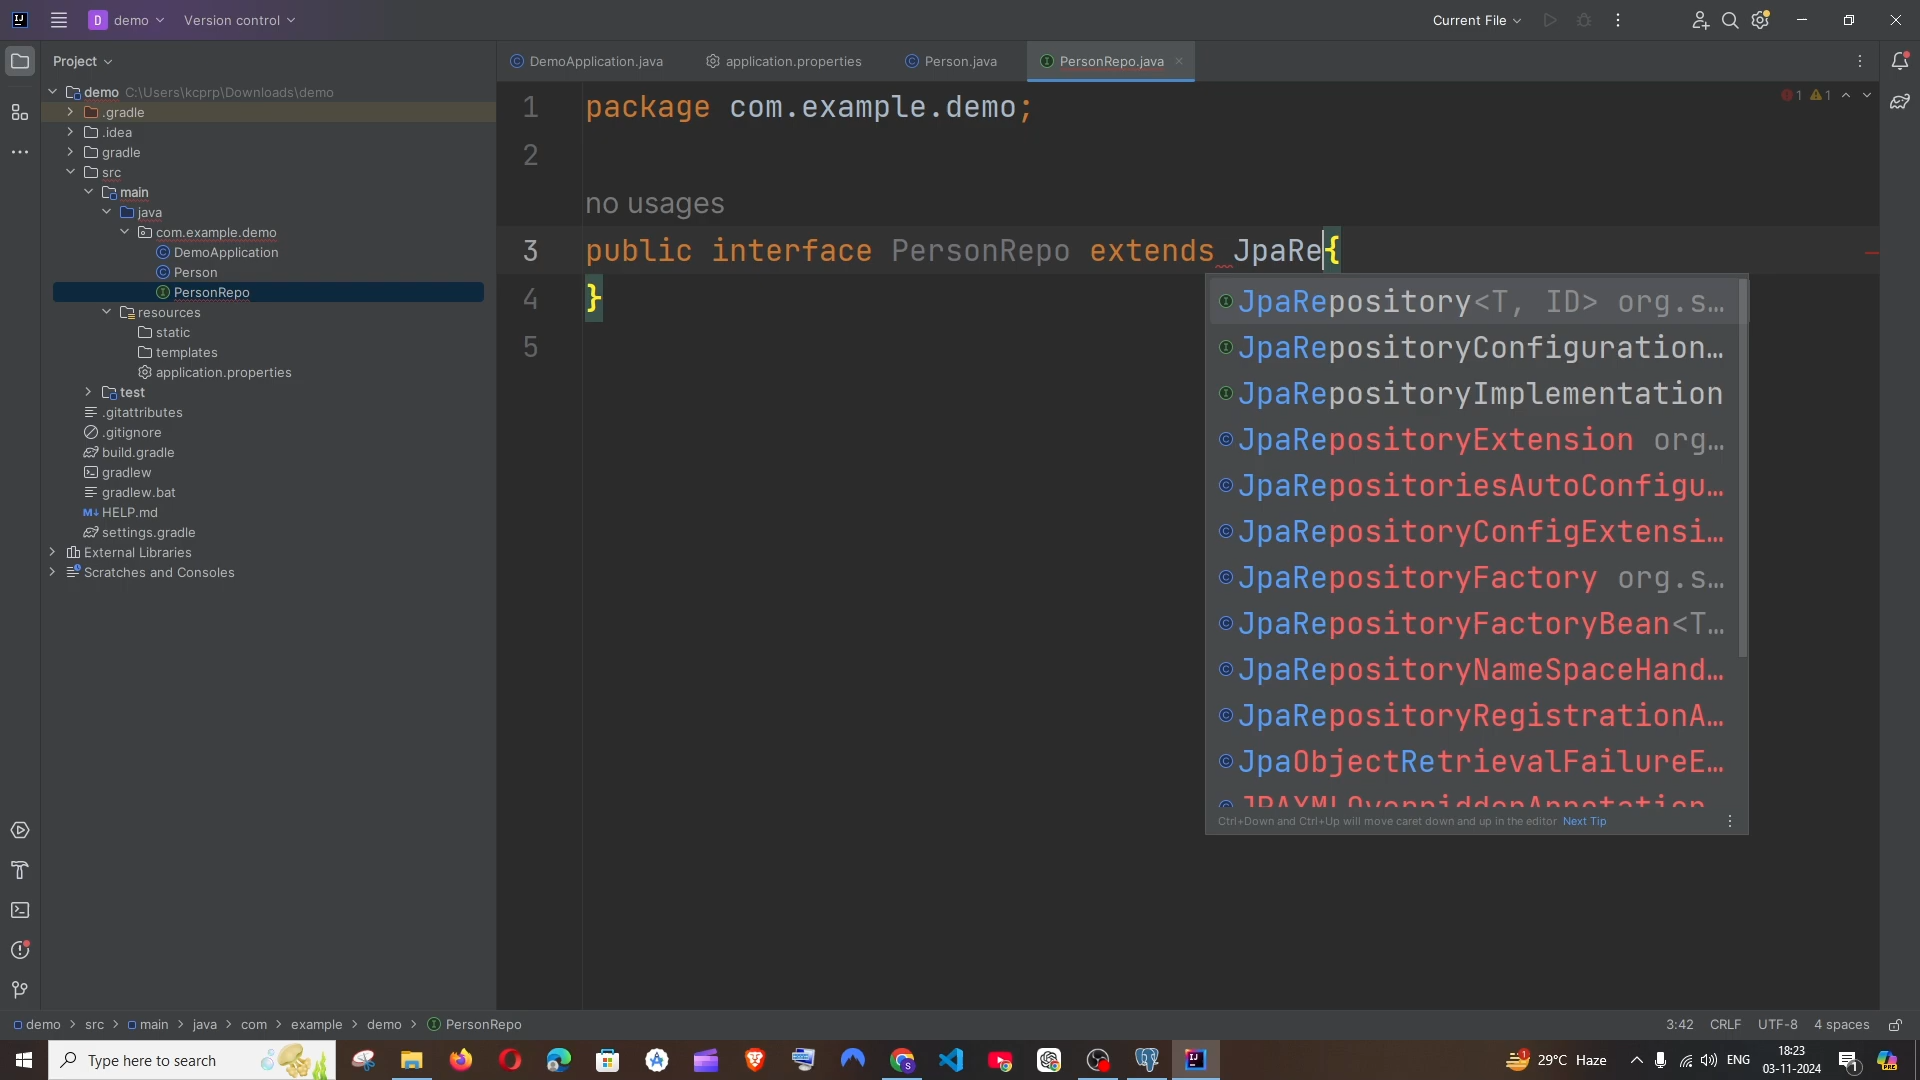 D demo Version control Current File
Project
DemoApplication.java application.properties Person.java PersonRepo.java
demo C:\Users\kcprp\Downloads\demo
.gradle
.idea
gradle
src
main
java
com.example.demo
DemoApplication
Person
PersonRepo
resources
static
templates
application.properties
test
.gitattributes
.gitignore
build.gradle
gradlew
gradlew.bat
HELP.md
settings.gradle
External Libraries
Scratches and Consoles
1 package com.example.demo; 1 1
2
no usages
3 public interface PersonRepo extends JpaRe{
4 }
5
JpaRepository<T, ID> org.s…
JpaRepositoryConfiguration…
JpaRepositoryImplementation
JpaRepositoryExtension org…
JpaRepositoriesAutoConfigu…
JpaRepositoryConfigExtensi…
JpaRepositoryFactory org.s…
JpaRepositoryFactoryBean<T…
JpaRepositoryNameSpaceHand…
JpaRepositoryRegistrationA…
JpaObjectRetrievalFailureE…
Ctrl+Down and Ctrl+Up will move caret down and up in the editor Next Tip
demo > src > main > java > com > example > demo > PersonRepo 3:42 CRLF UTF-8 4 spaces
Type here to search 29°C Haze ENG 18:23
03-11-2024